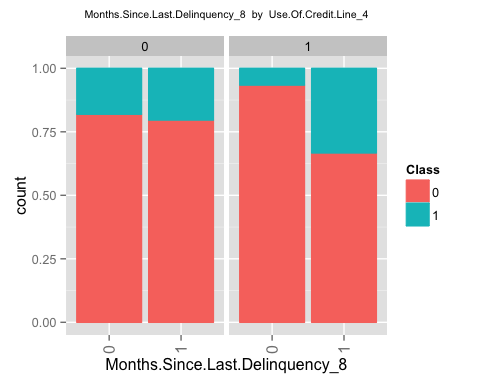 Months.Since.Last.Delinquency_8 by Use.Of.Credit.Line_4
0 1
1.00
0.75
0.50
0.25
0.00
count
0 1 0 1
Months.Since.Last.Delinquency_8
Class
0
1